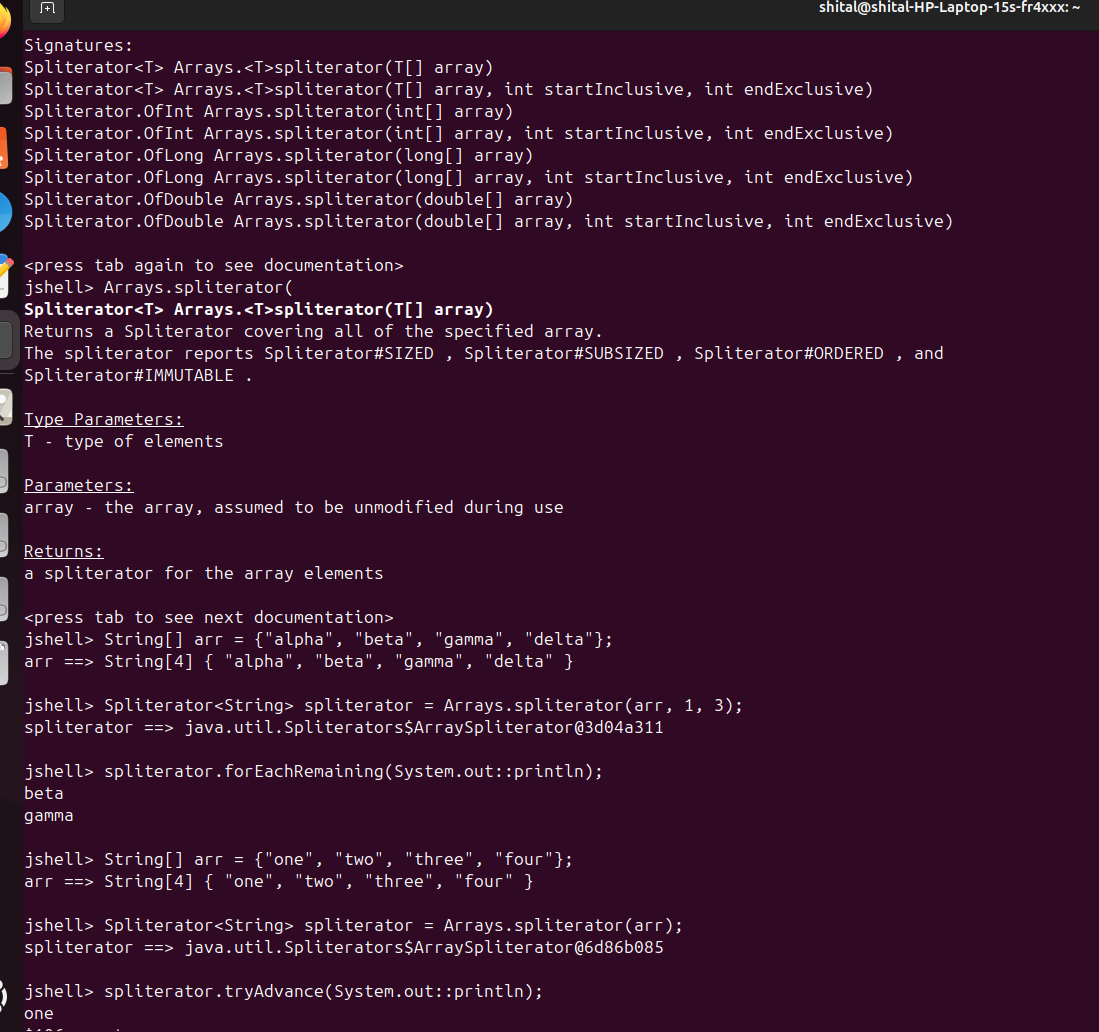 shital@shital-HP-Laptop-15s-fr4xxx: ~
Signatures:
Spliterator<T> Arrays.<T>spliterator(T[] array)
Spliterator<T> Arrays.<T>spliterator(T[] array, int startInclusive, int endExclusive)
Spliterator.OfInt Arrays.spliterator(int[] array)
Spliterator.OfInt Arrays.spliterator(int[] array, int startInclusive, int endExclusive)
Spliterator.OfLong Arrays.spliterator(long[] array)
Spliterator.OfLong Arrays.spliterator(long[] array, int startInclusive, int endExclusive)
Spliterator.OfDouble Arrays.spliterator(double[] array)
Spliterator.OfDouble Arrays.spliterator(double[] array, int startInclusive, int endExclusive)
<press tab again to see documentation>
jshell> Arrays.spliterator(
Spliterator<T> Arrays.<T>spliterator(T[] array)
Returns a Spliterator covering all of the specified array.
The spliterator reports Spliterator#SIZED , Spliterator#SUBSIZED , Spliterator#ORDERED , and
Spliterator#IMMUTABLE .
Type Parameters:
T - type of elements
Parameters:
array - the array, assumed to be unmodified during use
Returns:
a spliterator for the array elements
<press tab to see next documentation>
jshell> String[] arr = {"alpha", "beta", "gamma", "delta"};
arr ==> String[4] { "alpha", "beta", "gamma", "delta" }
jshell> Spliterator<String> spliterator = Arrays.spliterator(arr, 1, 3);
spliterator ==> java.util.Spliterators$ArraySpliterator@3d04a311
jshell> spliterator.forEachRemaining(System.out::println);
beta
gamma
jshell> String[] arr = {"one", "two", "three", "four"};
arr ==> String[4] { "one", "two", "three", "four" }
jshell> Spliterator<String> spliterator = Arrays.spliterator(arr);
spliterator ==> java.util.Spliterators$ArraySpliterator@6d86b085
jshell> spliterator.tryAdvance(System.out::println);
one